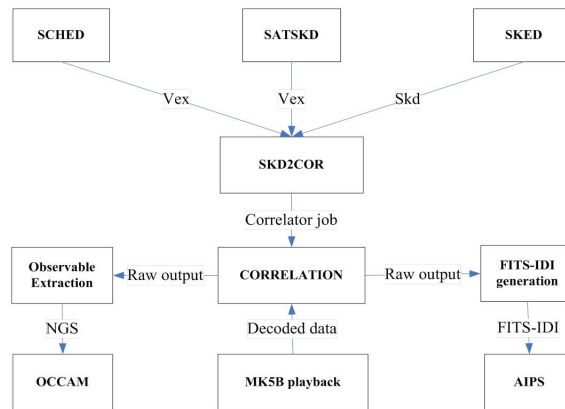 SCHED
SATSKD
SKED
Vex
Vex
Skd
SKD2COR
Correlator job
Observable
Extraction
Raw output
CORRELATION
Raw output
FITS-IDI
generation
NGS
Decoded data
FITS-IDI
OCCAM
MK5B playback
AIPS